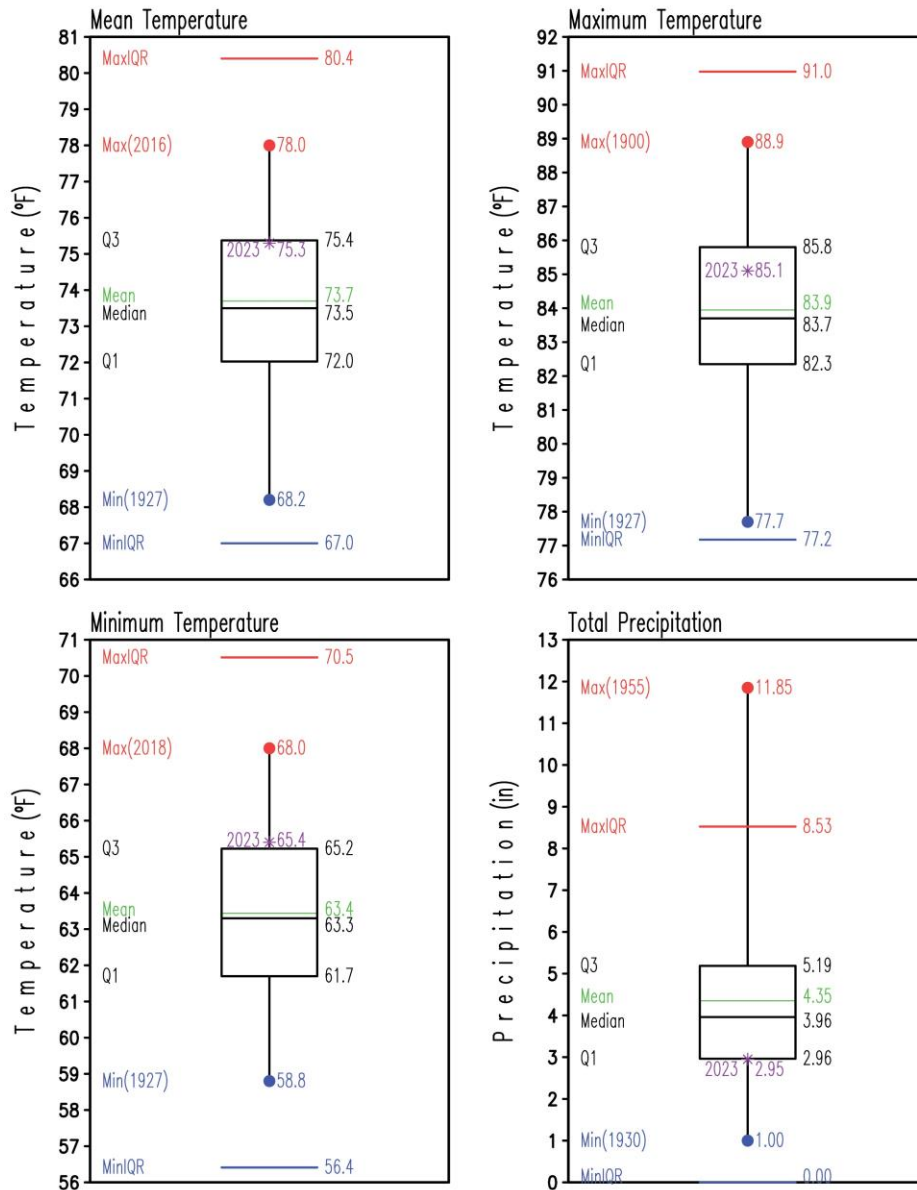 Mean Temperature
Temperature (ºF)
81
80
79
78
77
76
75
74
73
72
71
70
69
68
67
66
MaxIQR 80.4
Max(2016) 78.0
Q3 75.4
2023 * 75.3
Mean 73.7
Median 73.5
Q1 72.0
Min(1927) 68.2
MinIQR 67.0
Maximum Temperature
Temperature (ºF)
92
91
90
89
88
87
86
85
84
83
82
81
80
79
78
77
76
MaxIQR 91.0
Max(1900) 88.9
Q3 85.8
2023 * 85.1
Mean 83.9
Median 83.7
Q1 82.3
Min(1927) 77.7
MinIQR 77.2
Minimum Temperature
Temperature (ºF)
71
70
69
68
67
66
65
64
63
62
61
60
59
58
57
56
MaxIQR 70.5
Max(2018) 68.0
2023 * 65.4
Q3 65.2
Mean 63.4
Median 63.3
Q1 61.7
Min(1927) 58.8
MinIQR 56.4
Total Precipitation
Precipitation (in)
13
12
11
10
9
8
7
6
5
4
3
2
1
0
Max(1955) 11.85
MaxIQR 8.53
Q3 5.19
Mean 4.35
Median 3.96
Q1 2.96
2023 * 2.95
Min(1930) 1.00
MinIQR 0.00